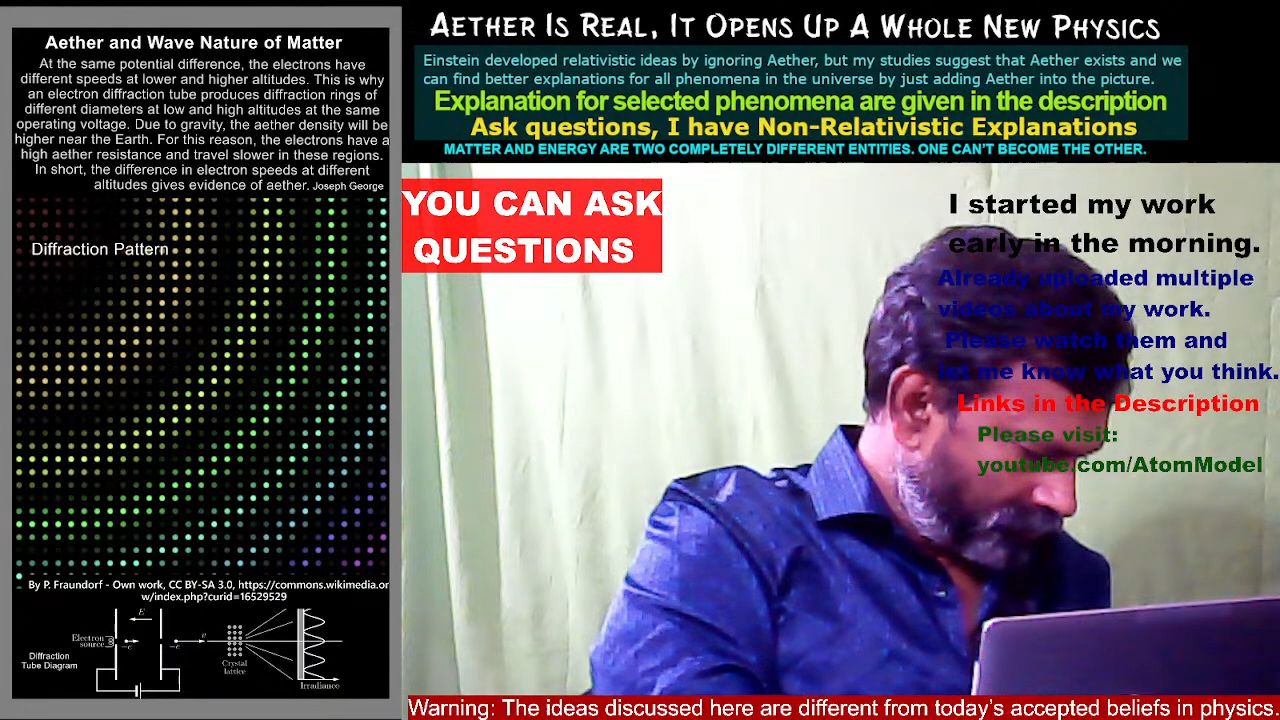 Aether and Wave Nature of Matter
At the same potential difference, the electrons have
different speeds at lower and higher altitudes. This is why
an electron diffraction tube produces diffraction rings of
different diameters at low and high altitudes at the same
operating voltage. Due to gravity, the aether density will be
higher near the Earth. For this reason, the electrons have a
high aether resistance and travel slower in these regions.
In short, the difference in electron speeds at different
altitudes gives evidence of aether. Joseph George
Diffraction Pattern
By P. Fraundorf - Own work, CC BY-SA 3.0, https://commons.wikimedia.or
w/index.php?curid=16529529
Electron
source
-e
-e
E
v
Crystal
lattice
Irradiance
Diffraction
Tube Diagram
Aether Is Real, It Opens Up A Whole New Physics
Einstein developed relativistic ideas by ignoring Aether, but my studies suggest that Aether exists and we
can find better explanations for all phenomena in the universe by just adding Aether into the picture.
Explanation for selected phenomena are given in the description
Ask questions, I have Non-Relativistic Explanations
MATTER AND ENERGY ARE TWO COMPLETELY DIFFERENT ENTITIES. ONE CAN'T BECOME THE OTHER.
YOU CAN ASK
QUESTIONS
I started my work
early in the morning.
Already uploaded multiple
videos about my work.
Please watch them and
let me know what you think.
Links in the Description
Please visit:
youtube.com/AtomModel
Warning: The ideas discussed here are different from today's accepted beliefs in physics.